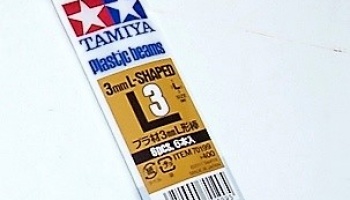 TAMIYA
Plastic beams
3mm L-SHAPED
L3
プラ材3mmL形棒
6pcs. 6本入
ITEM 70199